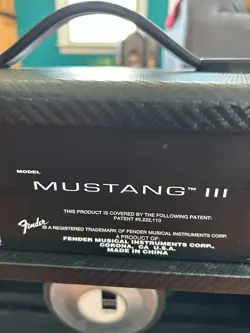 MODEL
MUSTANG™ III
THIS PRODUCT IS COVERED BY THE FOLLOWING PATENT:
PATENT #6,222,110
Fender
IS A REGISTERED TRADEMARK OF FENDER MUSICAL INSTRUMENTS CORP.
A PRODUCT OF:
FENDER MUSICAL INSTRUMENTS CORP.,
CORONA, CA U.S.A.
MADE IN CHINA